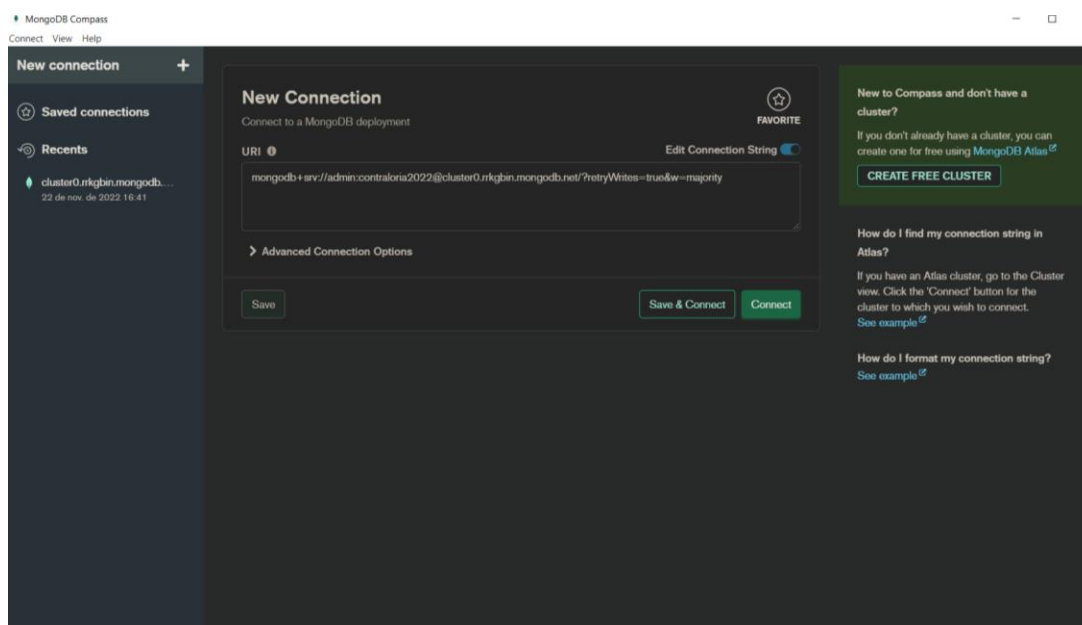 MongoDB Compass
Connect View Help
New connection +
Saved connections
Recents
cluster0.rrkgbin.mongodb....
22 de nov. de 2022 16:41
New Connection
Connect to a MongoDB deployment
FAVORITE
URI
Edit Connection String
mongodb+srv://admin:contraloria2022@cluster0.rrkgbin.mongodb.net/?retryWrites=true&w=majority
Advanced Connection Options
Save
Save & Connect
Connect
New to Compass and don't have a
cluster?
If you don't already have a cluster, you can
create one for free using MongoDB Atlas
CREATE FREE CLUSTER
How do I find my connection string in
Atlas?
If you have an Atlas cluster, go to the Cluster
view. Click the 'Connect' button for the
cluster to which you wish to connect.
See example
How do I format my connection string?
See example